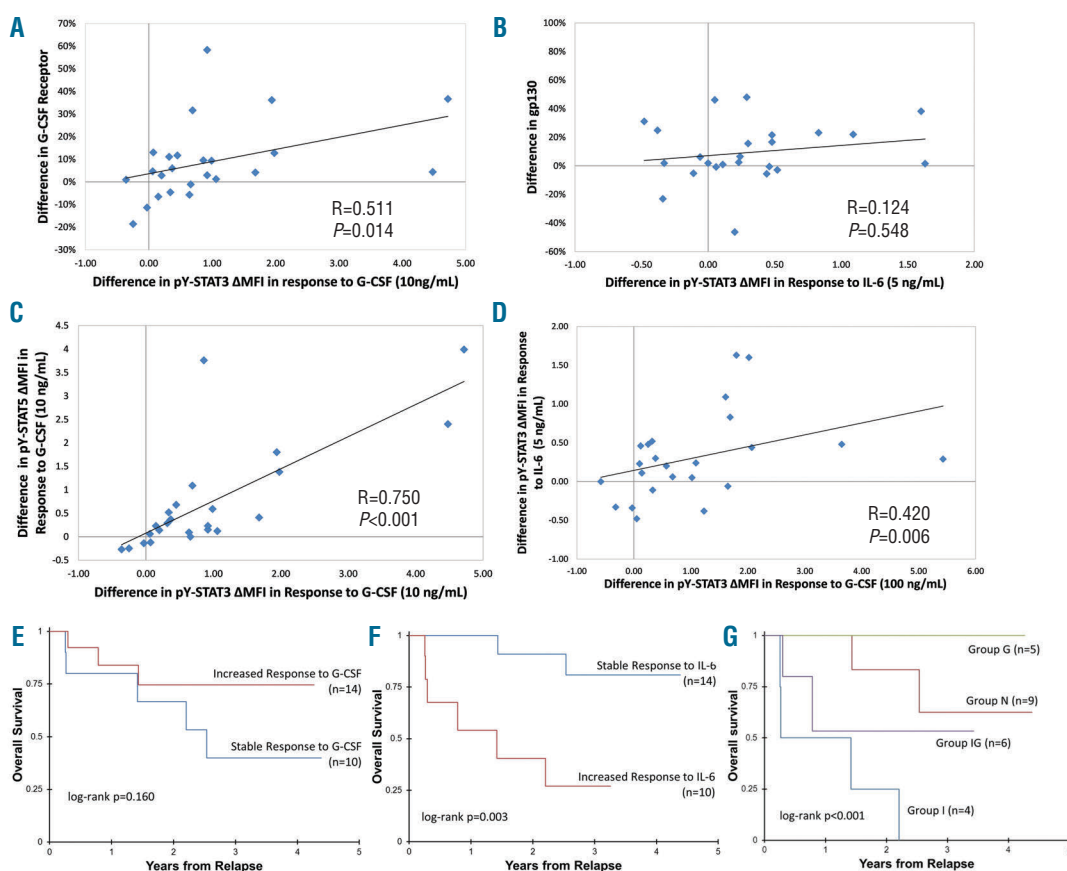 A
70%
60%
50%
40%
30%
20%
10%
0%
-10%
-20%
-30%
Difference in G-CSF Receptor
-1.00 0.00 1.00 2.00 3.00 4.00 5.00
R=0.511
P=0.014
Difference in pY-STAT3 ΔMFI in response to G-CSF (10ng/mL)
B
100%
80%
60%
40%
20%
0%
-20%
-40%
-60%
Difference in gp130
-1.00 -0.50 0.00 0.50 1.00 1.50 2.00
R=0.124
P=0.548
Difference in pY-STAT3 ΔMFI in Response to IL-6 (5 ng/mL)
C
4.5
4
3.5
3
2.5
2
1.5
1
0.5
0
-0.5
Difference in pY-STAT5 ΔMFI in
Response to G-CSF (10 ng/mL)
-1.00 0.00 1.00 2.00 3.00 4.00 5.00
R=0.750
P<0.001
Difference in pY-STAT3 ΔMFI in Response to G-CSF (10 ng/mL)
D
2.00
1.50
1.00
0.50
0.00
-0.50
-1.00
Difference in pY-STAT3 ΔMFI in Response
to IL-6 (5 ng/mL)
-1.00 0.00 1.00 2.00 3.00 4.00 5.00 6.00
R=0.420
P=0.006
Difference in pY-STAT3 ΔMFI in Response to G-CSF (100 ng/mL)
E
1
0.75
0.5
0.25
0
Overall Survival
Increased Response to G-CSF
(n=14)
Stable Response to G-CSF
(n=10)
log-rank p=0.160
0 1 2 3 4 5
Years from Relapse
F
1
0.75
0.5
0.25
0
Overall Survival
Stable Response to IL-6
(n=14)
Increased Response to IL-6
(n=10)
log-rank p=0.003
0 1 2 3 4 5
Years from Relapse
G
1
0.75
0.5
0.25
0
Overall Survival
Group G (n=5)
Group N (n=9)
Group IG (n=6)
Group I (n=4)
log-rank p<0.001
0 1 2 3 4
Years from Relapse